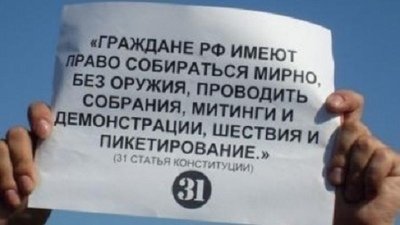 «ГРАЖДАНЕ РФ ИМЕЮТ
ПРАВО СОБИРАТЬСЯ МИРНО,
БЕЗ ОРУЖИЯ, ПРОВОДИТЬ
СОБРАНИЯ, МИТИНГИ И
ДЕМОНСТРАЦИИ, ШЕСТВИЯ И
ПИКЕТИРОВАНИЕ.»
(31 СТАТЬЯ КОНСТИТУЦИИ)
31